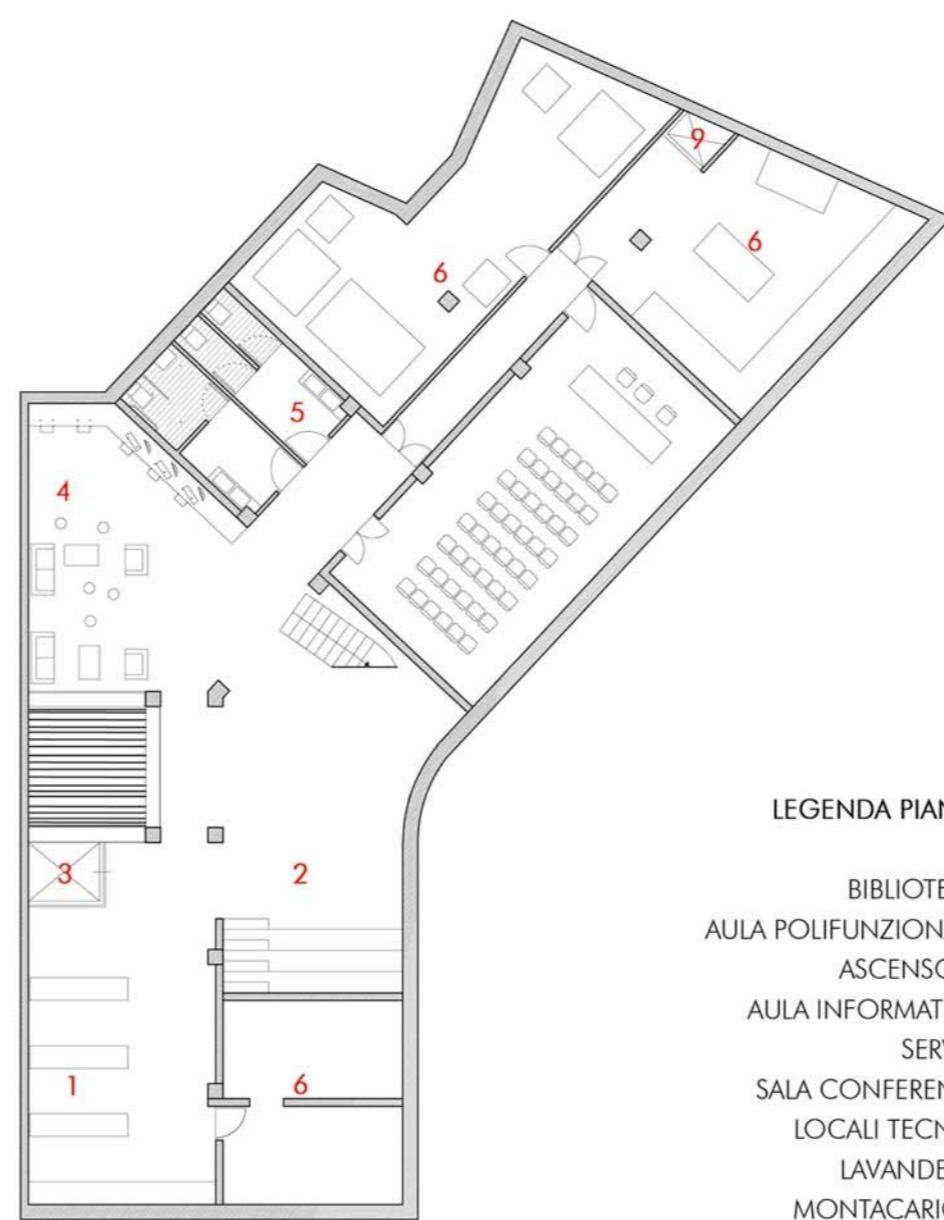 9
6
6
5
4
3
2
1
6
LEGENDA PIAN
BIBLIOTE
AULA POLIFUNZION
ASCENSO
AULA INFORMAT
SERV
SALA CONFEREN
LOCALI TECN
LAVANDE
MONTACARIC